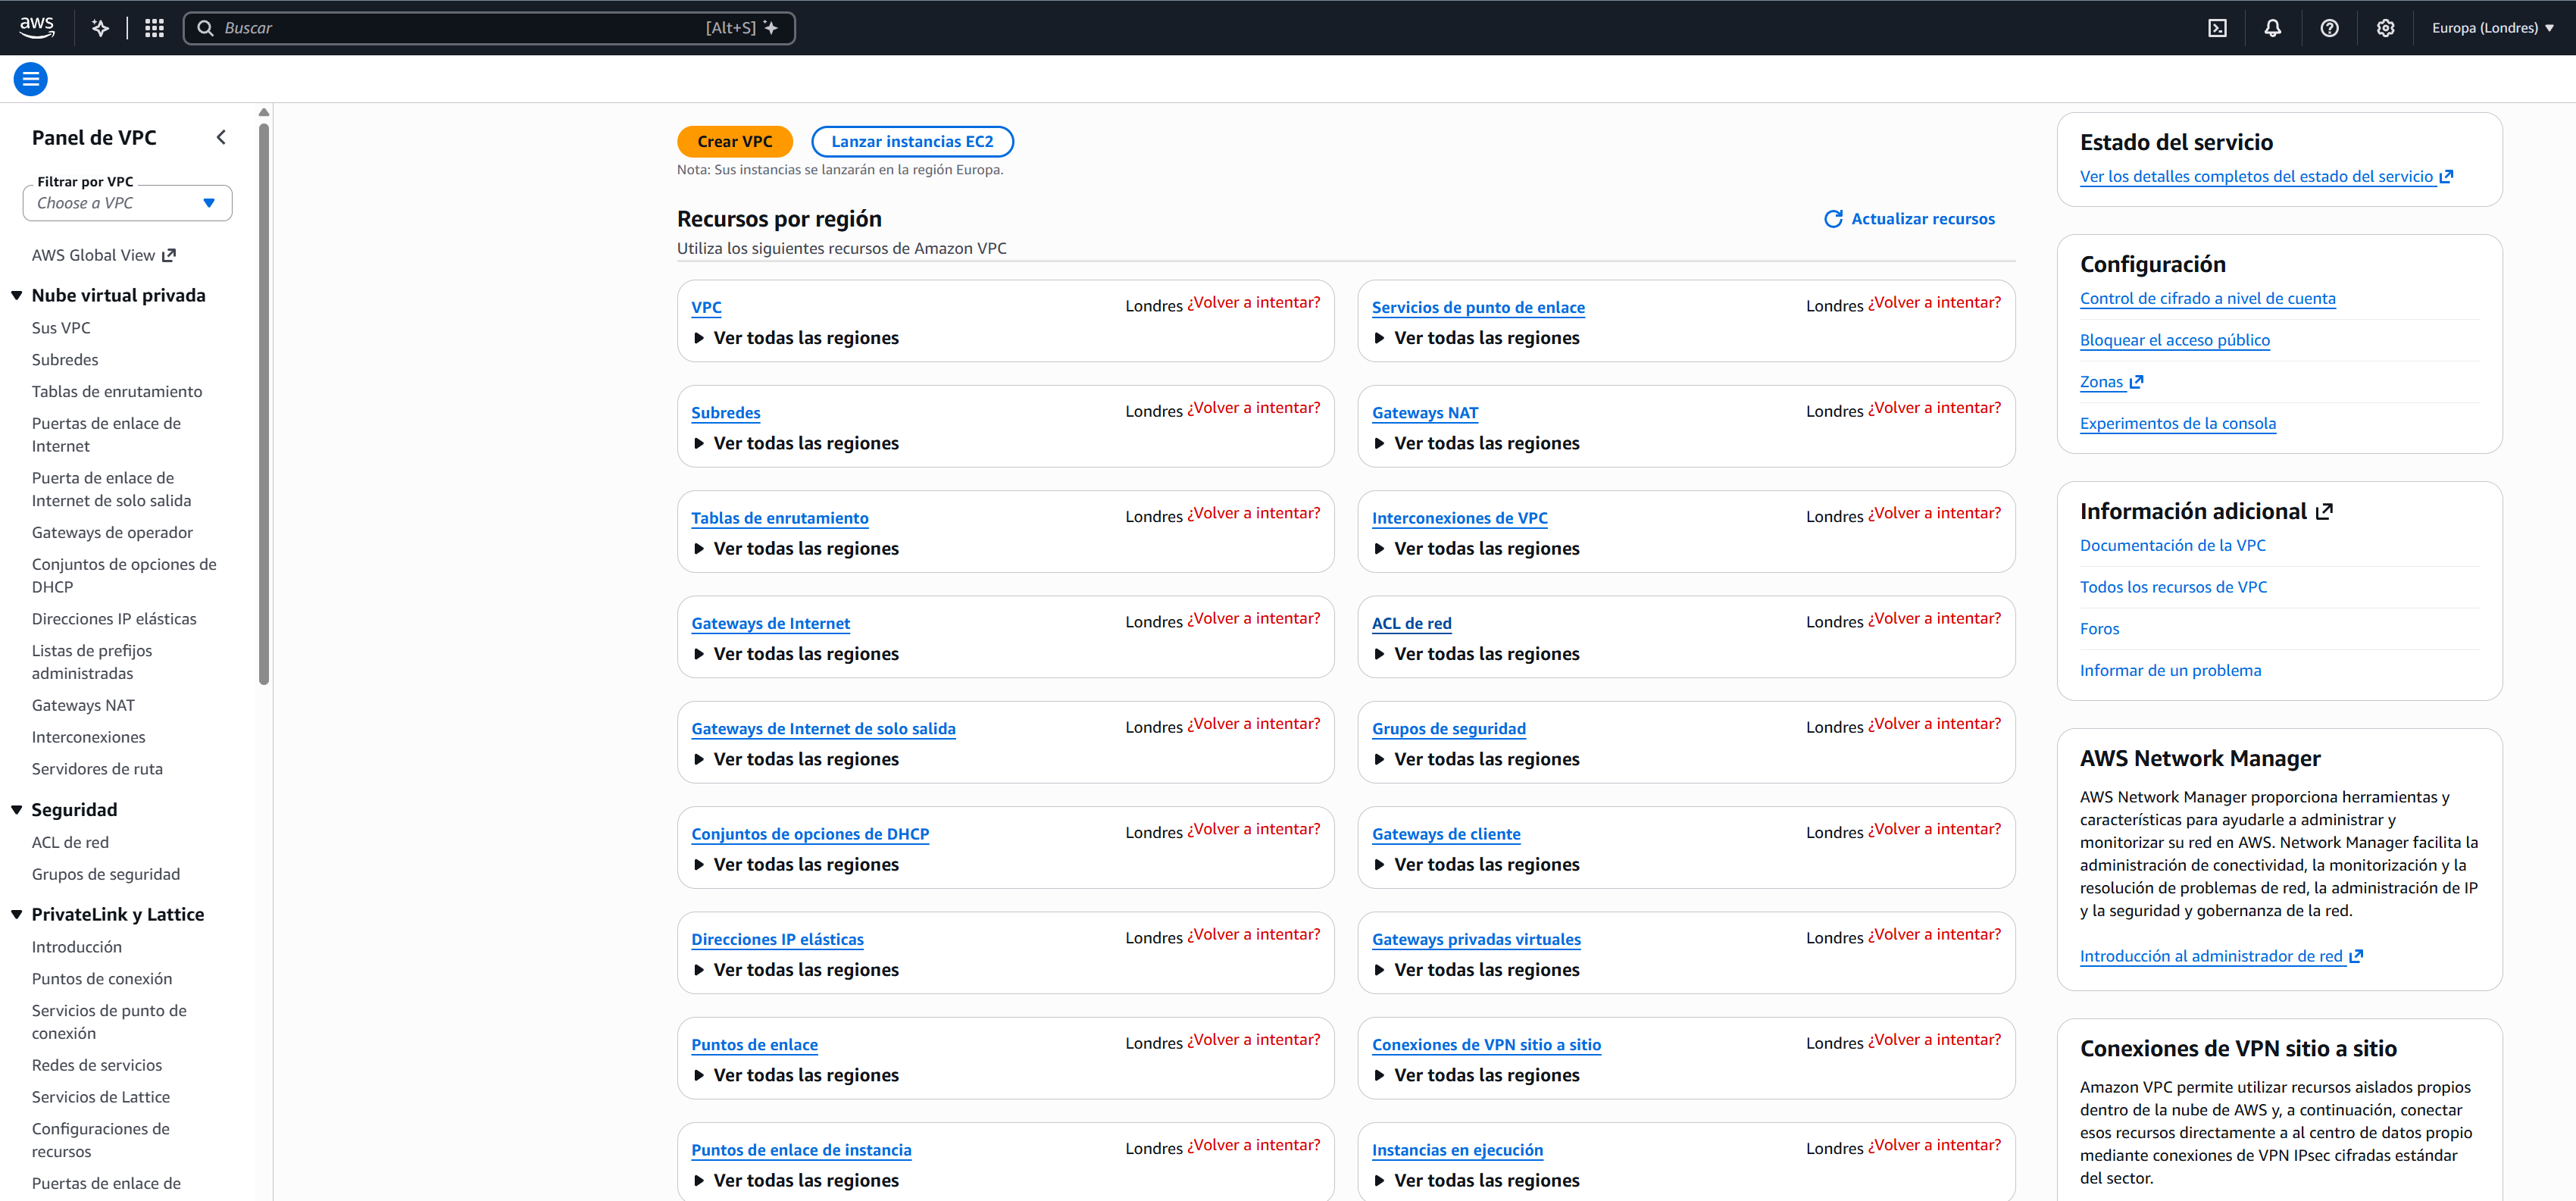 aws
Buscar
[Alt+S]
Europa (Londres)
Panel de VPC
Filtrar por VPC
Choose a VPC
AWS Global View
Nube virtual privada
Sus VPC
Subredes
Tablas de enrutamiento
Puertas de enlace de
Internet
Puerta de enlace de
Internet de solo salida
Gateways de operador
Conjuntos de opciones de
DHCP
Direcciones IP elásticas
Listas de prefijos
administradas
Gateways NAT
Interconexiones
Servidores de ruta
Seguridad
ACL de red
Grupos de seguridad
PrivateLink y Lattice
Introducción
Puntos de conexión
Servicios de punto de
conexión
Redes de servicios
Servicios de Lattice
Configuraciones de
recursos
Puertas de enlace de
Crear VPC
Lanzar instancias EC2
Nota: Sus instancias se lanzarán en la región Europa.
Recursos por región
Actualizar recursos
Utiliza los siguientes recursos de Amazon VPC
VPC
Londres ¿Volver a intentar?
Ver todas las regiones
Servicios de punto de enlace
Londres ¿Volver a intentar?
Ver todas las regiones
Subredes
Londres ¿Volver a intentar?
Ver todas las regiones
Gateways NAT
Londres ¿Volver a intentar?
Ver todas las regiones
Tablas de enrutamiento
Londres ¿Volver a intentar?
Ver todas las regiones
Interconexiones de VPC
Londres ¿Volver a intentar?
Ver todas las regiones
Gateways de Internet
Londres ¿Volver a intentar?
Ver todas las regiones
ACL de red
Londres ¿Volver a intentar?
Ver todas las regiones
Gateways de Internet de solo salida
Londres ¿Volver a intentar?
Ver todas las regiones
Grupos de seguridad
Londres ¿Volver a intentar?
Ver todas las regiones
Conjuntos de opciones de DHCP
Londres ¿Volver a intentar?
Ver todas las regiones
Gateways de cliente
Londres ¿Volver a intentar?
Ver todas las regiones
Direcciones IP elásticas
Londres ¿Volver a intentar?
Ver todas las regiones
Gateways privadas virtuales
Londres ¿Volver a intentar?
Ver todas las regiones
Puntos de enlace
Londres ¿Volver a intentar?
Ver todas las regiones
Conexiones de VPN sitio a sitio
Londres ¿Volver a intentar?
Ver todas las regiones
Puntos de enlace de instancia
Londres ¿Volver a intentar?
Ver todas las regiones
Instancias en ejecución
Londres ¿Volver a intentar?
Ver todas las regiones
Estado del servicio
Ver los detalles completos del estado del servicio
Configuración
Control de cifrado a nivel de cuenta
Bloquear el acceso público
Zonas
Experimentos de la consola
Información adicional
Documentación de la VPC
Todos los recursos de VPC
Foros
Informar de un problema
AWS Network Manager
AWS Network Manager proporciona herramientas y
características para ayudarle a administrar y
monitorizar su red en AWS. Network Manager facilita la
administración de conectividad, la monitorización y la
resolución de problemas de red, la administración de IP
y la seguridad y gobernanza de la red.
Introducción al administrador de red
Conexiones de VPN sitio a sitio
Amazon VPC permite utilizar recursos aislados propios
dentro de la nube de AWS y, a continuación, conectar
esos recursos directamente a al centro de datos propio
mediante conexiones de VPN IPsec cifradas estándar
del sector.